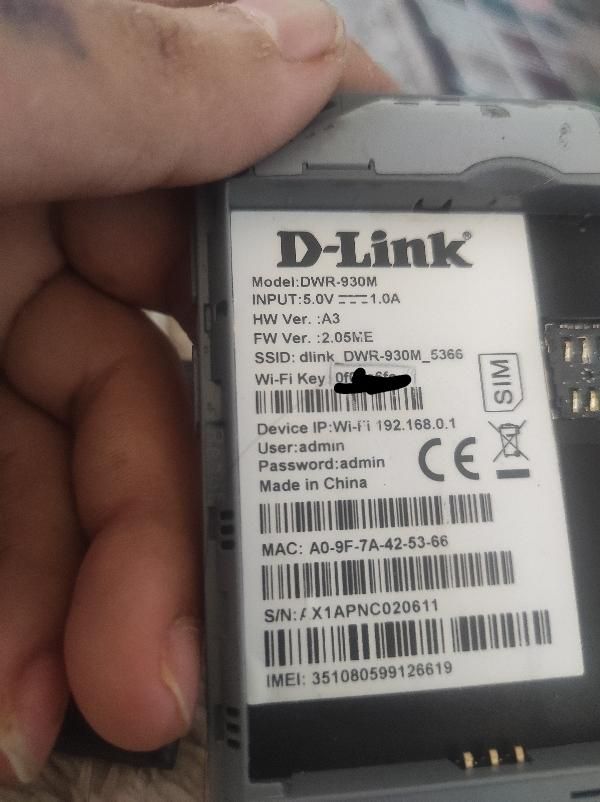 D-Link®
Model:DWR-930M
INPUT:5.0V⎓1.0A
HW Ver. :A3
FW Ver. :2.05ME
SSID: dlink_DWR-930M_5366
Wi-Fi Key
SIM
Device IP:Wi-Fi 192.168.0.1
User:admin
Password:admin
CE
Made in China
MAC: A0-9F-7A-42-53-66
S/N: AX1APNC020611
IMEI: 351080599126619